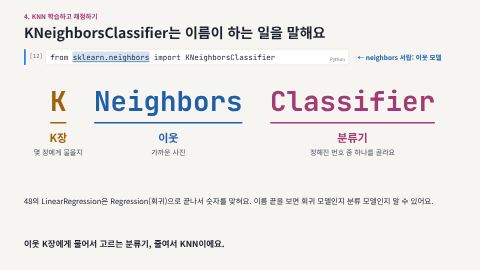 4. KNN 학습하고 채점하기
KNeighborsClassifier는 이름이 하는 일을 말해요
[12] from sklearn.neighbors import KNeighborsClassifier Python ← neighbors 서랍: 이웃 모델
K Neighbors Classifier
K장 이웃 분류기
몇 장에게 물을지 가까운 사진 정해진 번호 중 하나를 골라요
48의 LinearRegression은 Regression(회귀)으로 끝나서 숫자를 맞혀요. 이름 끝을 보면 회귀 모델인지 분류 모델인지 알 수 있어요.
이웃 K장에게 물어서 고르는 분류기, 줄여서 KNN이에요.